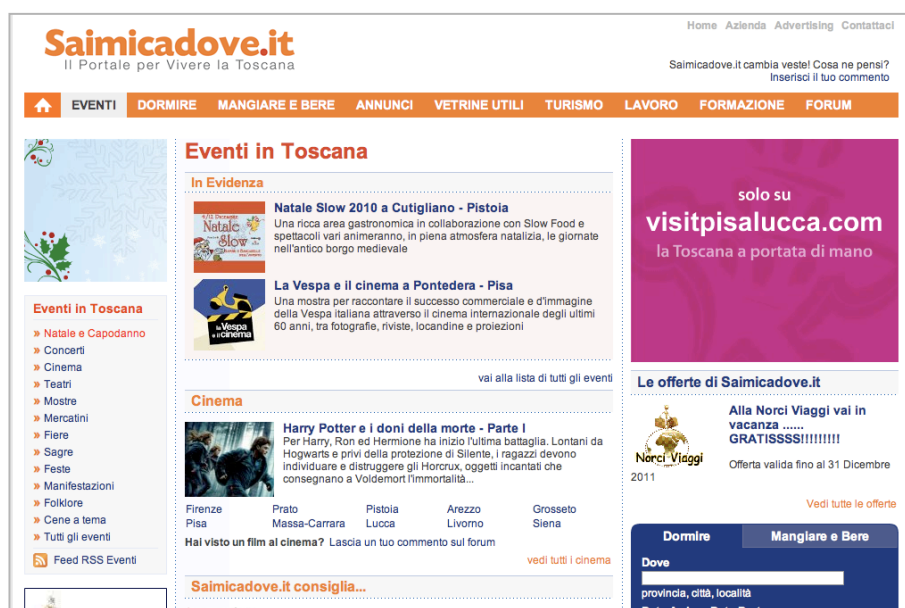 Home Azienda Advertising Contattaci
Saimicadove.it
Il Portale per Vivere la Toscana
Saimicadove.it cambia veste! Cosa ne pensi?
Inserisci il tuo commento
EVENTI DORMIRE MANGIARE E BERE ANNUNCI VETRINE UTILI TURISMO LAVORO FORMAZIONE FORUM
Eventi in Toscana
» Natale e Capodanno
» Concerti
» Cinema
» Teatri
» Mostre
» Mercatini
» Fiere
» Sagre
» Feste
» Manifestazioni
» Folklore
» Cene a tema
» Tutti gli eventi
Feed RSS Eventi
Eventi in Toscana
In Evidenza
Natale
Slow
Natale Slow 2010 a Cutigliano - Pistoia
Una ricca area gastronomica in collaborazione con Slow Food e
spettacoli vari animeranno, in piena atmosfera natalizia, le giornate
nell'antico borgo medievale
la Vespa
e il cinema
La Vespa e il cinema a Pontedera - Pisa
Una mostra per raccontare il successo commerciale e d'immagine
della Vespa italiana attraverso il cinema internazionale degli ultimi
60 anni, tra fotografie, riviste, locandine e proiezioni
vai alla lista di tutti gli eventi
Cinema
Harry Potter e i doni della morte - Parte I
Per Harry, Ron ed Hermione ha inizio l'ultima battaglia. Lontani da
Hogwarts e privi della protezione di Silente, i ragazzi devono
individuare e distruggere gli Horcrux, oggetti incantati che
consegnano a Voldemort l'immortalità...
Firenze Prato Pistoia Arezzo Grosseto
Pisa Massa-Carrara Lucca Livorno Siena
Hai visto un film al cinema? Lascia un tuo commento sul forum
vedi tutti i cinema
Saimicadove.it consiglia...
solo su
visitpisalucca.com
la Toscana a portata di mano
Le offerte di Saimicadove.it
Norci Viaggi
Alla Norci Viaggi vai in
vacanza ......
GRATISSSS!!!!!!!!!
Offerta valida fino al 31 Dicembre
2011
Vedi tutte le offerte
Dormire Mangiare e Bere
Dove
provincia, città, località